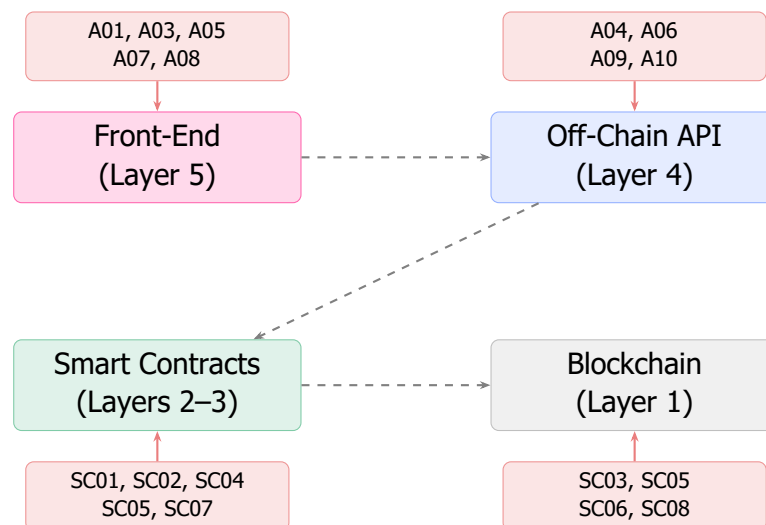 A01, A03, A05
A07, A08
A04, A06
A09, A10
Front-End
(Layer 5)
Off-Chain API
(Layer 4)
Smart Contracts
(Layers 2–3)
Blockchain
(Layer 1)
SC01, SC02, SC04
SC05, SC07
SC03, SC05
SC06, SC08